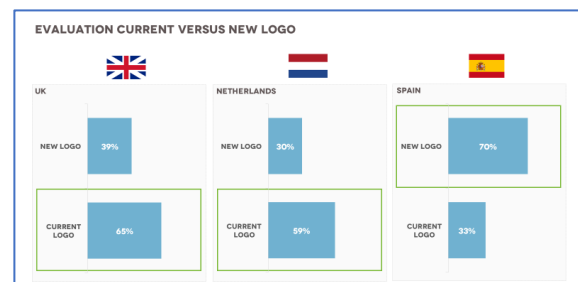 EVALUATION CURRENT VERSUS NEW LOGO
UK
NEW LOGO
39%
CURRENT
LOGO
65%
NETHERLANDS
NEW LOGO
30%
CURRENT
LOGO
59%
SPAIN
NEW LOGO
70%
CURRENT
LOGO
33%